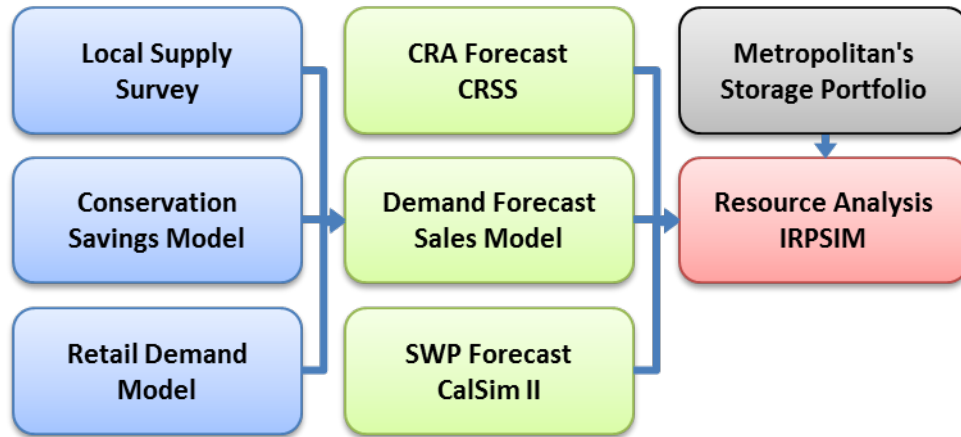 Local Supply
Survey
CRA Forecast
CRSS
Metropolitan's
Storage Portfolio
Conservation
Savings Model
Demand Forecast
Sales Model
Resource Analysis
IRPSIM
Retail Demand
Model
SWP Forecast
CalSim II